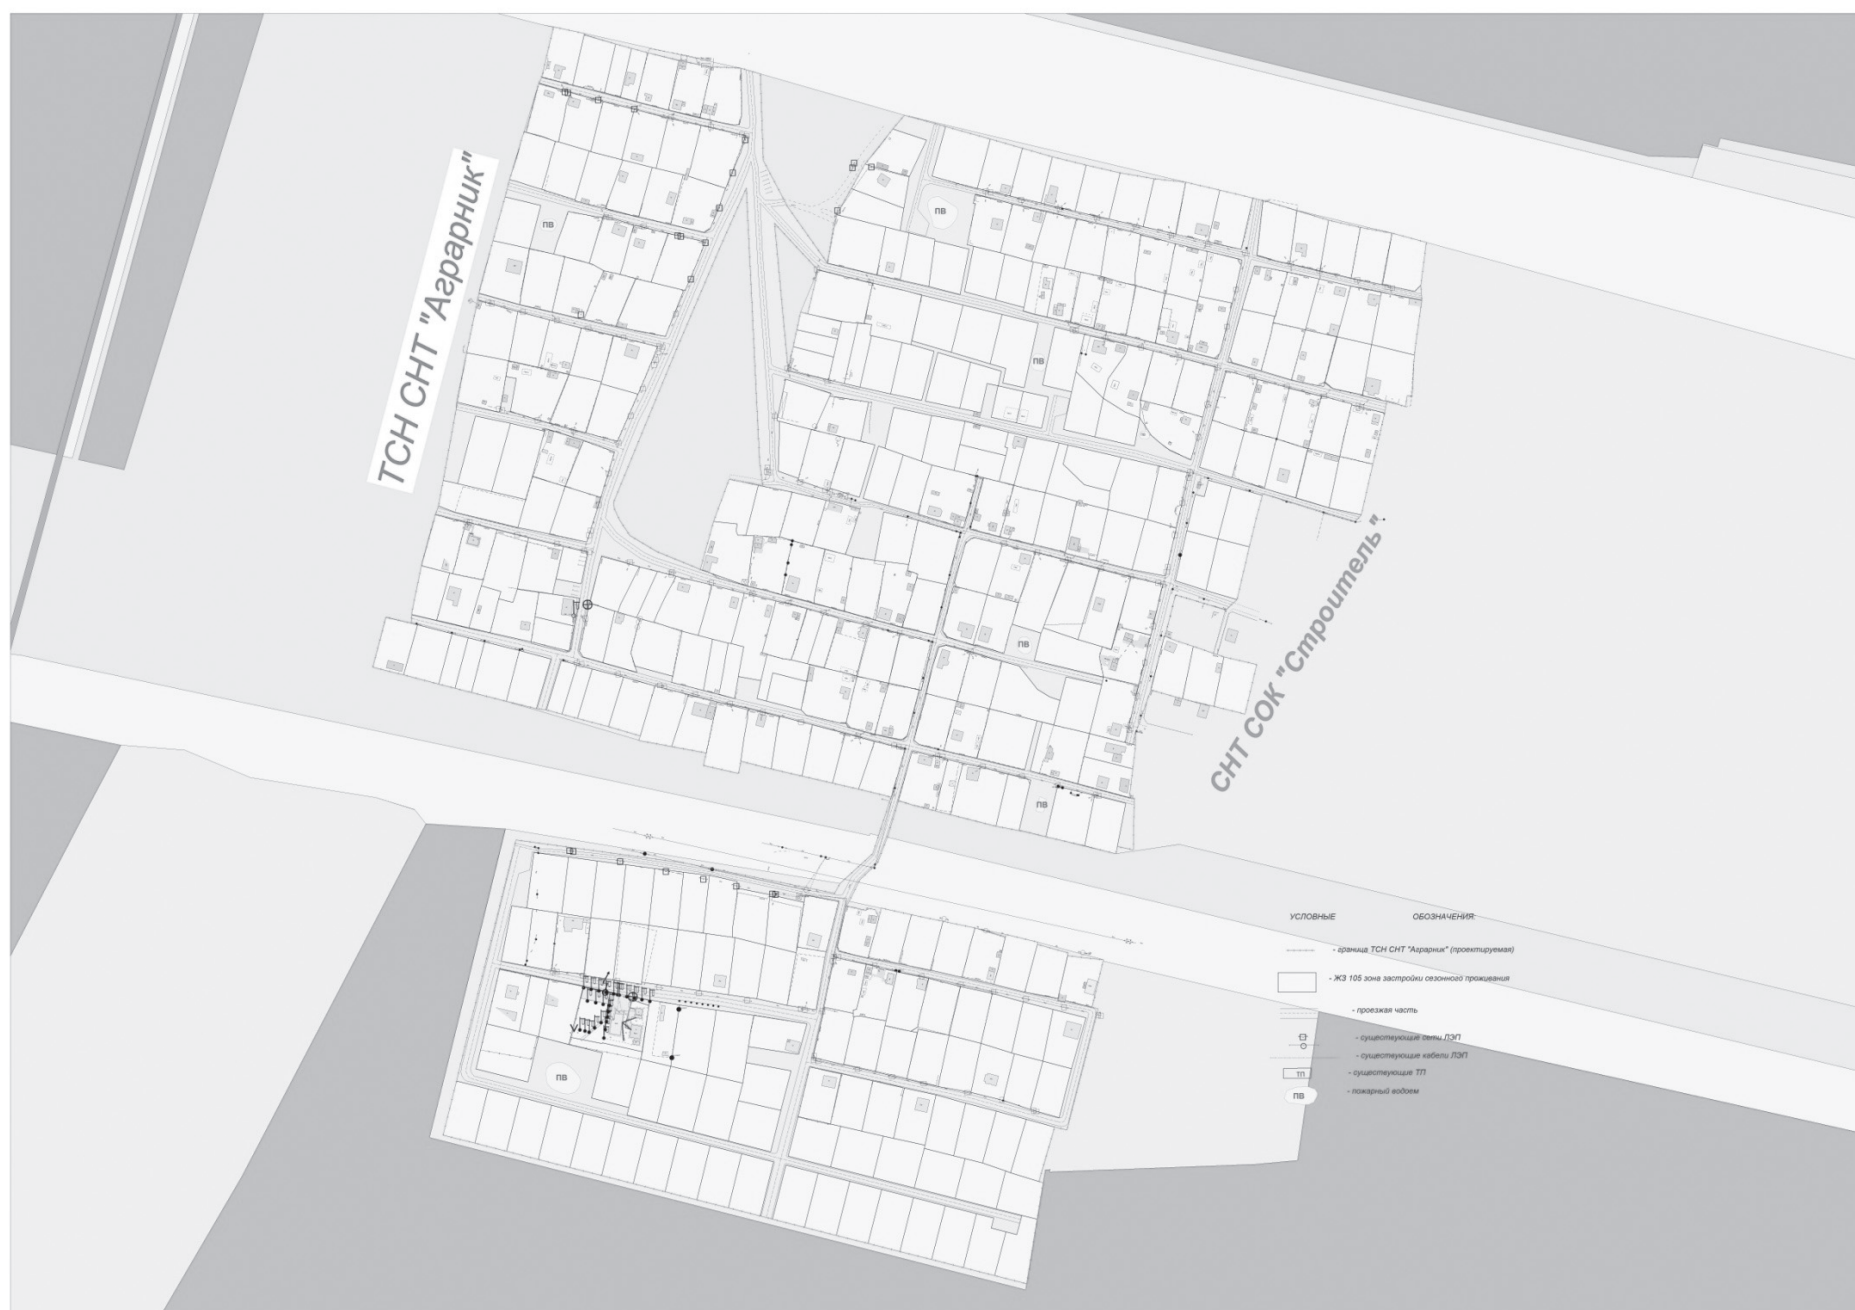 ТСН СНТ "Аграрник"
ПВ
ПВ
ПВ
ПВ
СНТ СОК "Строитель"
ПВ
ПВ
УСЛОВНЫЕ ОБОЗНАЧЕНИЯ:
- граница ТСН СНТ "Аграрник" (проектируемая)
- ЖЗ 105 зона застройки сезонного проживания
- проезжая часть
- существующие сети ЛЭП
- существующие кабели ЛЭП
ТП - существующие ТП
ПВ - пожарный водоем